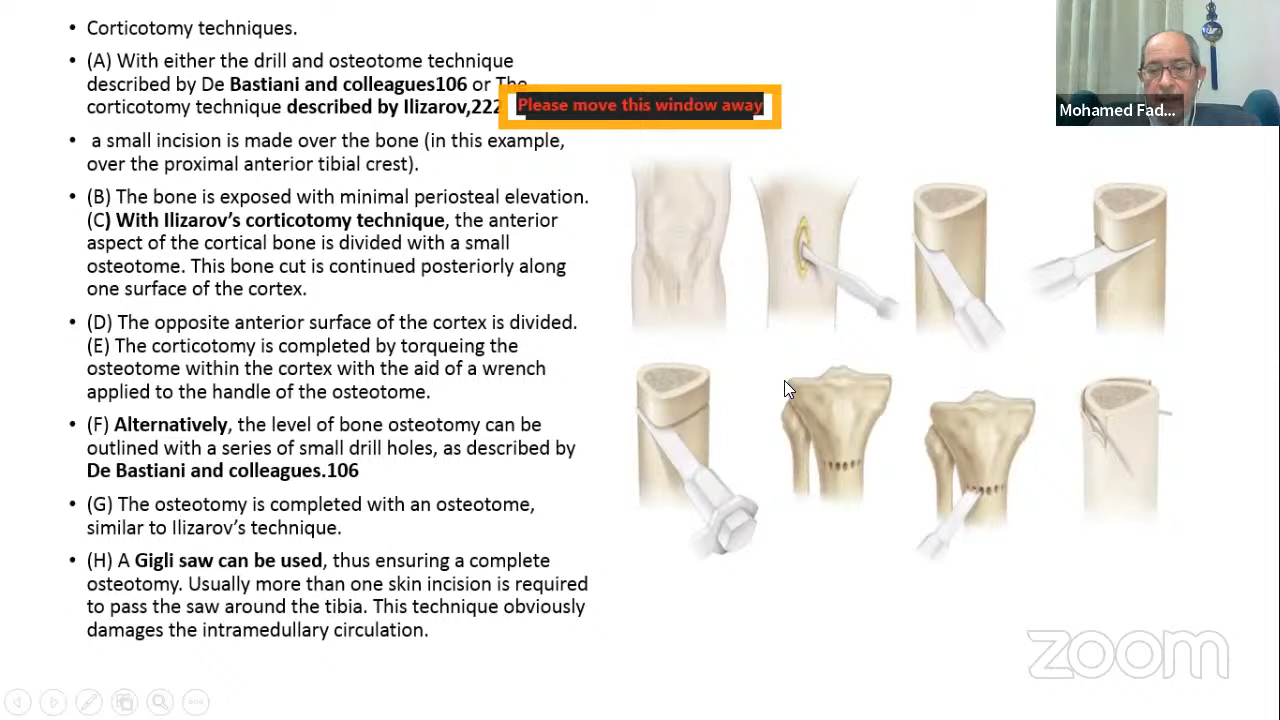 Corticotomy techniques.
(A) With either the drill and osteotome technique
described by De Bastiani and colleagues106 or The
corticotomy technique described by Ilizarov,222
a small incision is made over the bone (in this example,
over the proximal anterior tibial crest).
(B) The bone is exposed with minimal periosteal elevation.
(C) With Ilizarov's corticotomy technique, the anterior
aspect of the cortical bone is divided with a small
osteotome. This bone cut is continued posteriorly along
one surface of the cortex.
(D) The opposite anterior surface of the cortex is divided.
(E) The corticotomy is completed by torqueing the
osteotome within the cortex with the aid of a wrench
applied to the handle of the osteotome.
(F) Alternatively, the level of bone osteotomy can be
outlined with a series of small drill holes, as described by
De Bastiani and colleagues.106
(G) The osteotomy is completed with an osteotome,
similar to Ilizarov's technique.
(H) A Gigli saw can be used, thus ensuring a complete
osteotomy. Usually more than one skin incision is required
to pass the saw around the tibia. This technique obviously
damages the intramedullary circulation.
Please move this window away
Mohamed Fad...
zoom